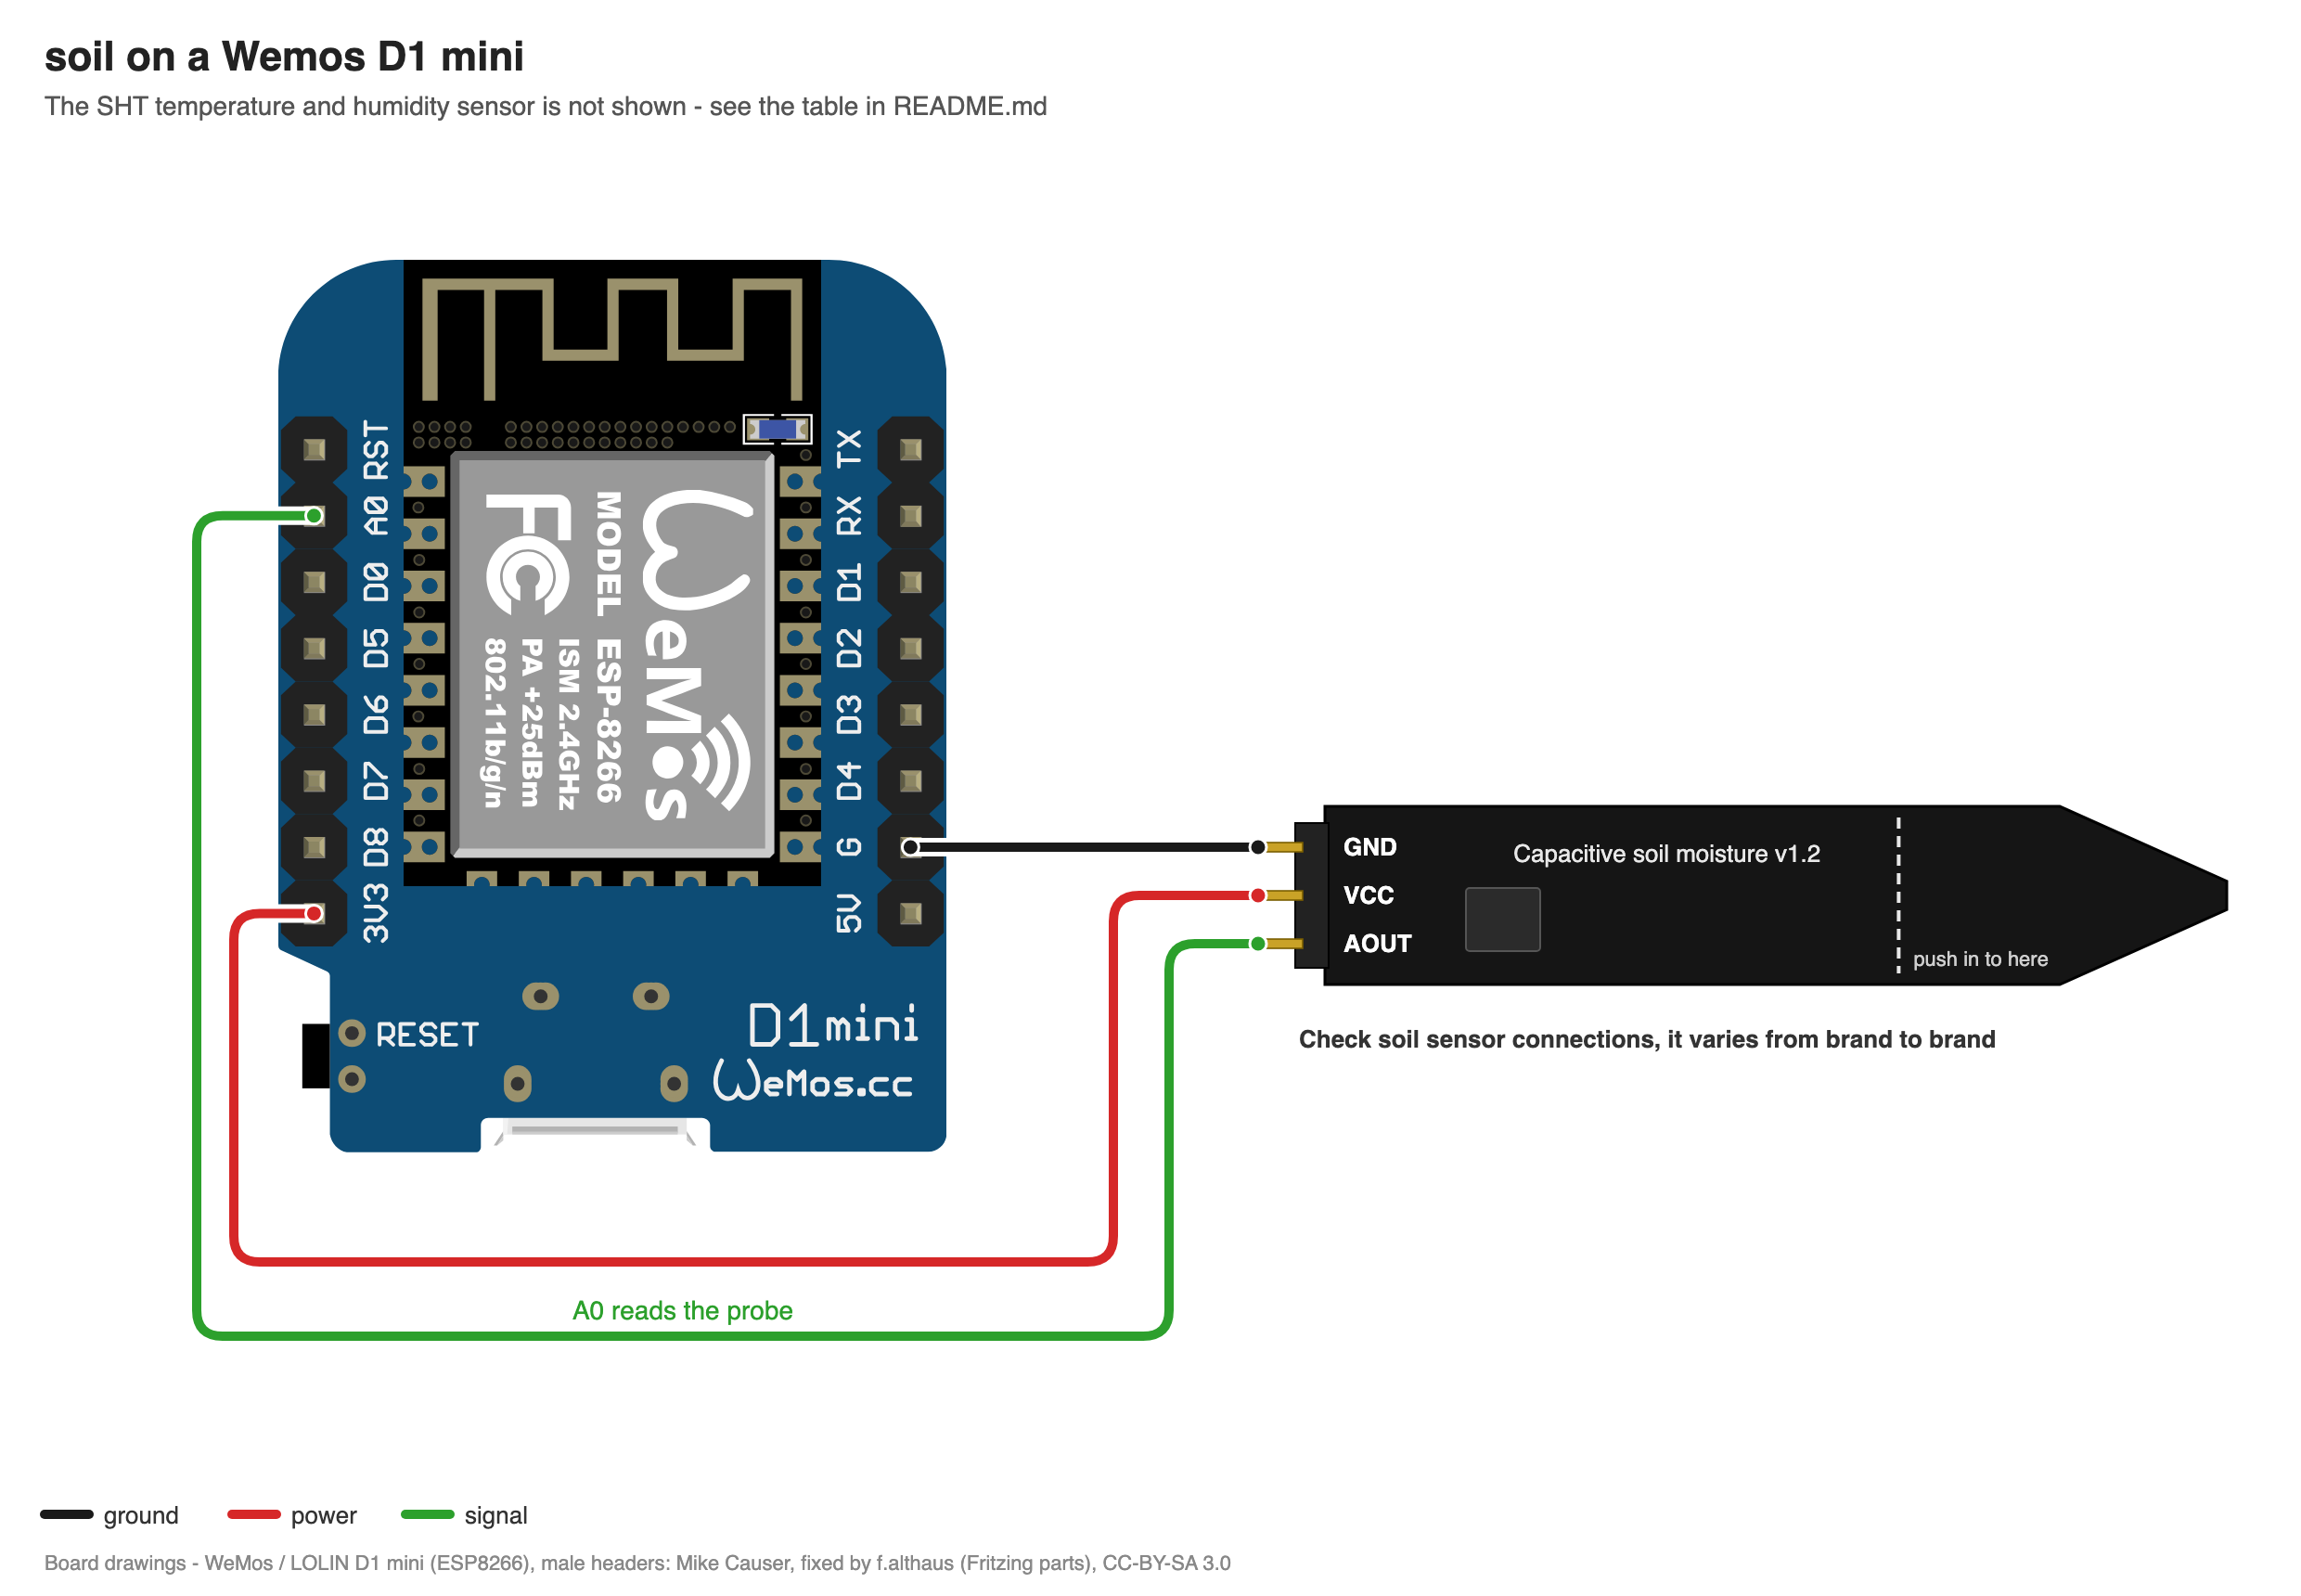 soil on a Wemos D1 mini
The SHT temperature and humidity sensor is not shown - see the table in README.md
RST
A0
D0
D5
D6
D7
D8
3V3
TX
RX
D1
D2
D3
D4
G
5V
WeMos
MODEL ESP-8266
ISM 2.4GHz
PA +25dBm
802.11b/g/n
FC
RESET
D1mini
WeMos.cc
GND
VCC
AOUT
Capacitive soil moisture v1.2
push in to here
Check soil sensor connections, it varies from brand to brand
A0 reads the probe
ground
power
signal
Board drawings - WeMos / LOLIN D1 mini (ESP8266), male headers: Mike Causer, fixed by f.althaus (Fritzing parts), CC-BY-SA 3.0